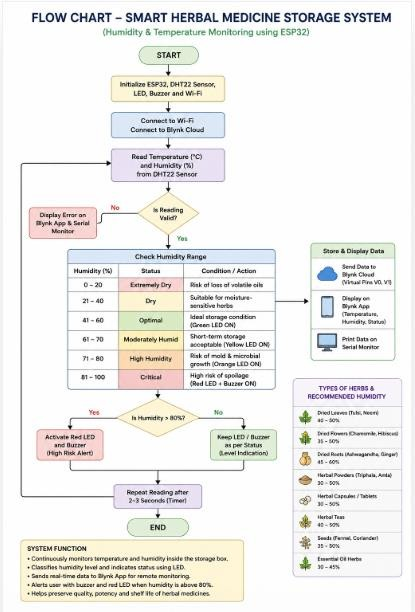 FLOW CHART – SMART HERBAL MEDICINE STORAGE SYSTEM
(Humidity & Temperature Monitoring using ESP32)
START
Initialize ESP32, DHT22 Sensor,
LED, Buzzer and Wi-Fi
Connect to Wi-Fi
Connect to Blynk Cloud
Read Temperature (°C)
and Humidity (%)
from DHT22 Sensor
Is Reading
Valid?
No
Display Error on
Blynk App & Serial
Monitor
Yes
Check Humidity Range
Humidity (%) Status Condition / Action
0 – 20 Extremely Dry Risk of loss of volatile oils
21 – 40 Dry Suitable for moisture-
sensitive herbs
41 – 60 Optimal Ideal storage condition
(Green LED ON)
61 – 70 Moderately Humid Short-term storage
acceptable (Yellow LED ON)
71 – 80 High Humidity Risk of mold & microbial
growth (Orange LED ON)
81 – 100 Critical High risk of spoilage
(Red LED + Buzzer ON)
Store & Display Data
Send Data to
Blynk Cloud
(Virtual Pins V0, V1)
Display on
Blynk App
(Temperature,
Humidity, Status)
Print Data on
Serial Monitor
Is Humidity > 80%?
Yes
No
Activate Red LED
and Buzzer
(High Risk Alert)
Keep LED / Buzzer
as per Status
(Level Indication)
Repeat Reading after
2–3 Seconds (Timer)
END
TYPES OF HERBS &
RECOMMENDED HUMIDITY
Dried Leaves (Tulsi, Neem)
40 – 50%
Dried Flowers (Chamomile, Hibiscus)
35 – 50%
Dried Roots (Ashwagandha, Ginger)
45 – 60%
Herbal Powders (Triphala, Amla)
30 – 50%
Herbal Capsules / Tablets
30 – 50%
Herbal Teas
40 – 50%
Seeds (Fennel, Coriander)
35 – 50%
Essential Oil Herbs
30 – 45%
SYSTEM FUNCTION
• Continuously monitors temperature and humidity inside the storage box.
• Classifies humidity level and indicates status using LED.
• Sends real-time data to Blynk App for remote monitoring.
• Alerts user with buzzer and red LED when humidity is above 80%.
• Helps preserve quality, potency and shelf life of herbal medicines.